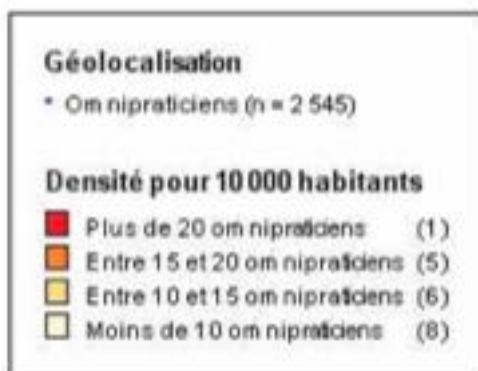 Géolocalisation
* Omnipraticiens (n = 2 545)
Densité pour 10 000 habitants
Plus de 20 omnipraticiens (1)
Entre 15 et 20 omnipraticiens (5)
Entre 10 et 15 omnipraticiens (6)
Moins de 10 omnipraticiens (8)